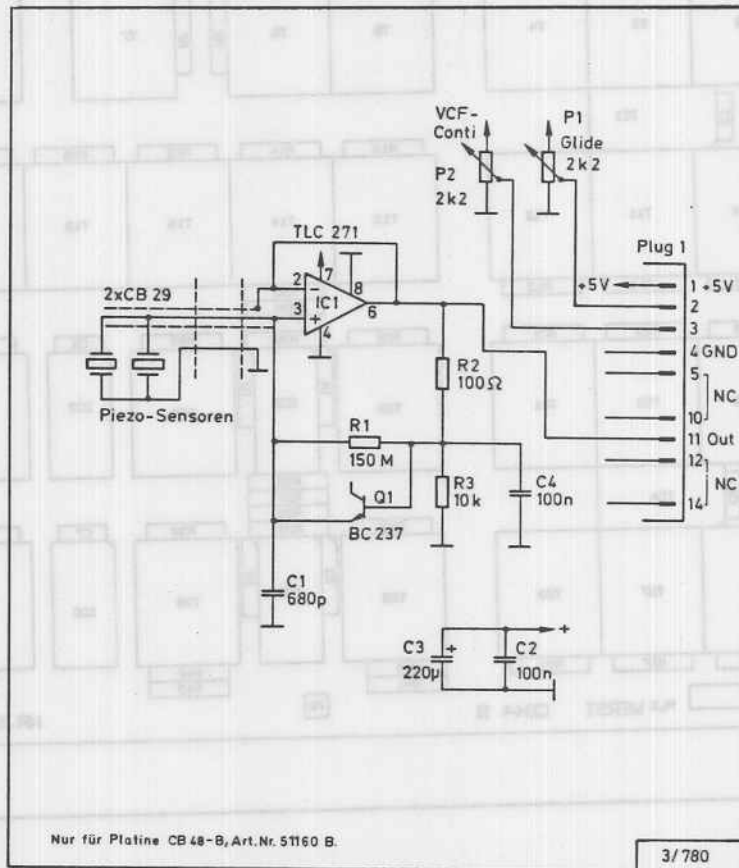 VCF-
Conti
P2
2k2
P1
Glide
2k2
TLC 271
2
7
8
3
IC1
6
4
2xCB 29
Piezo-Sensoren
Plug 1
+5V
1 +5V
2
3
4 GND
5
NC
10
11 Out
12
NC
14
R2
100Ω
R1
150 M
Q1
BC 237
R3
10k
C4
100n
C1
680p
C3
220µ
+
C2
100n
+
Nur für Platine CB 48-B, Art.Nr. 51160 B.
3/780